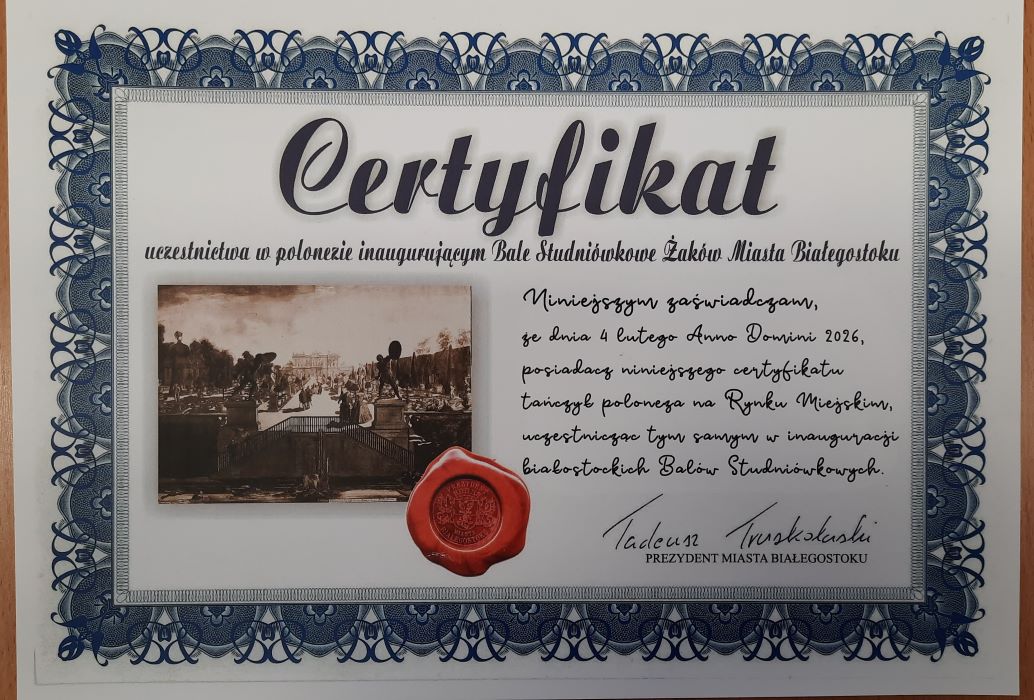 Certyfikat
uczestnictwa w polonezie inaugurującym Bale Studniówkowe Żaków Miasta Białegostoku
Niniejszym zaświadczam,
że dnia 4 lutego Anno Domini 2026,
posiadacz niniejszego certyfikatu
tańczył poloneza na Rynku Miejskim,
uczestnicząc tym samym w inauguracji
białostockich Balów Studniówkowych.
Tadeusz Truskolaski
PREZYDENT MIASTA BIAŁEGOSTOKU
MIASTA
BIAŁEGOSTOKU